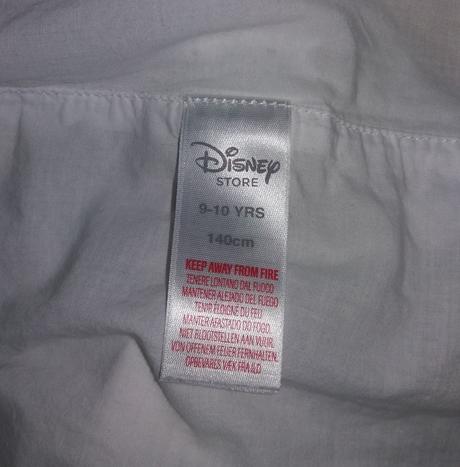 Disney
STORE
9-10 YRS
140cm
KEEP AWAY FROM FIRE
TENERE LONTANO DAL FUOCO
MANTENER ALEJADO DEL FUEGO
TENIR ÉLOIGNÉ DU FEU
MANTER AFASTADO DO FOGO.
NIET BLOOTSTELLEN AAN VUUR.
VON OFFENEM FEUER FERNHALTEN.
OPBEVARES VÆK FRA ILD.